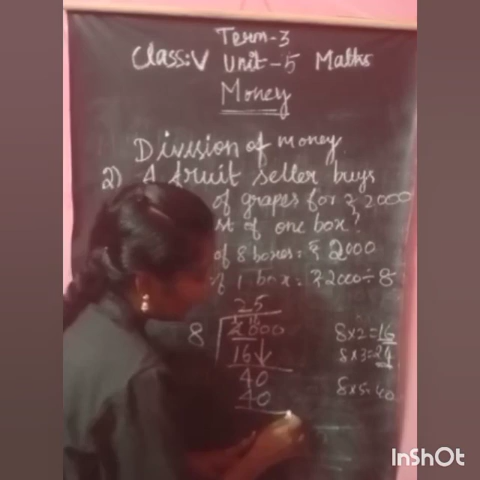 Term-3
Class:V Unit-5 Maths
Money
Division of money
2) A fruit seller buys
of grapes for ₹ 2000
st of one box?
of 8 boxes = ₹ 2000
1 box = ₹ 2000 ÷ 8
25
8 2000 8x2=16
16↓ 8x3=24
40 8x5=40
40
InShOt